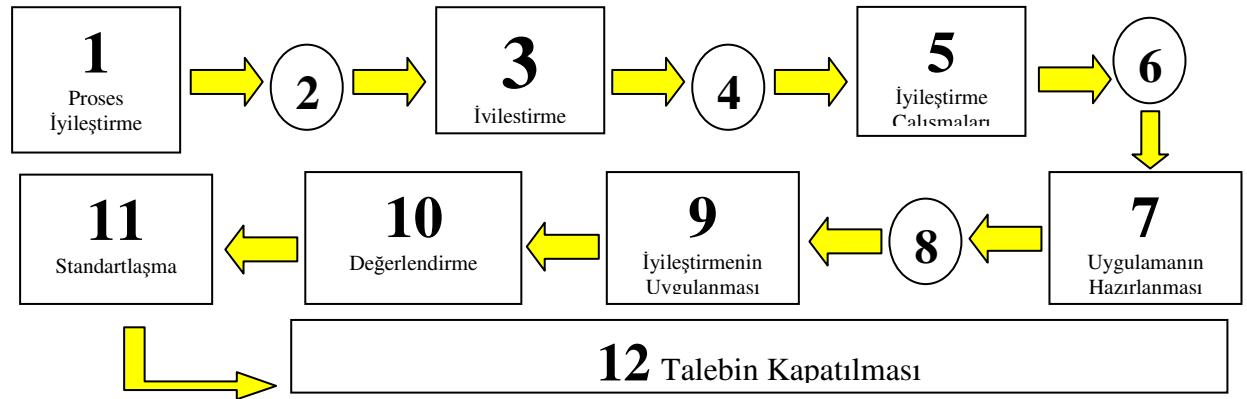 1
Proses
İyileştirme
2
3
İyileştirme
4
5
İyileştirme
Çalışmaları
6
7
Uygulamanın
Hazırlanması
8
9
İyileştirmenin
Uygulanması
10
Değerlendirme
11
Standartlaşma
12 Talebin Kapatılması